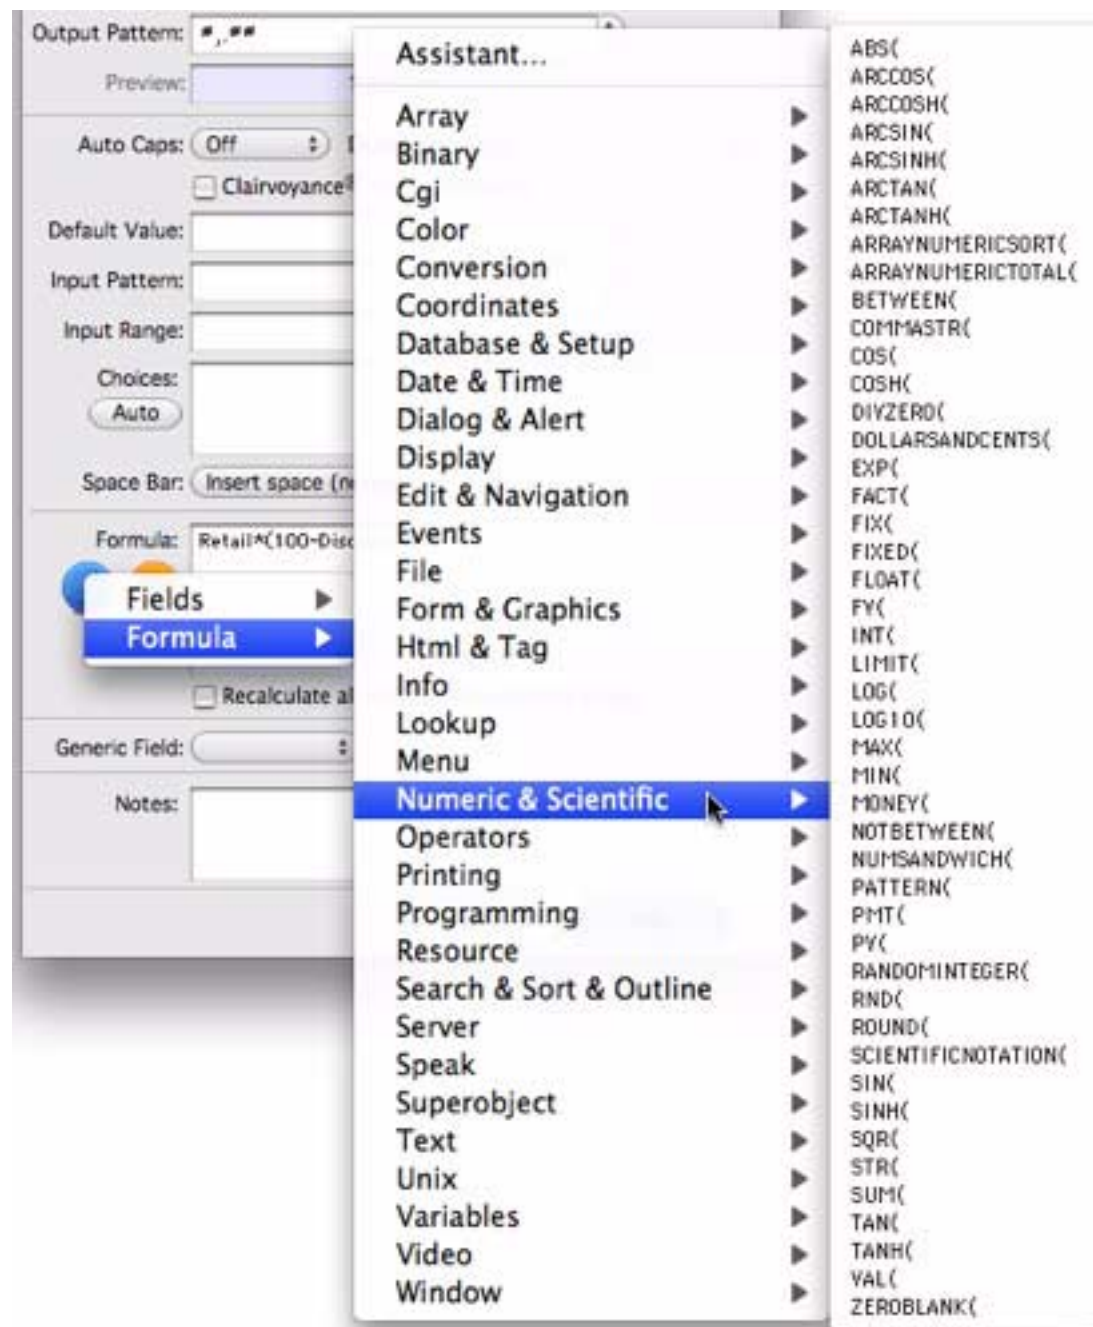 Output Pattern: #,.##
Preview:
Auto Caps: Off
Clairvoyance
Default Value:
Input Pattern:
Input Range:
Choices:
Auto
Space Bar: Insert space
Formula: Retail*(100-Disc
Fields
Formula
Recalculate
Generic Field:
Notes:
Assistant...
Array
Binary
Cgi
Color
Conversion
Coordinates
Database & Setup
Date & Time
Dialog & Alert
Display
Edit & Navigation
Events
File
Form & Graphics
Html & Tag
Info
Lookup
Menu
Numeric & Scientific
Operators
Printing
Programming
Resource
Search & Sort & Outline
Server
Speak
Superobject
Text
Unix
Variables
Video
Window
ABS(
ARCCOS(
ARCCOSH(
ARCSIN(
ARCSINH(
ARCTAN(
ARCTANH(
ARRAYNUMERICSORT(
ARRAYNUMERICTOTAL(
BETWEEN(
COMMASTR(
COS(
COSH(
DIVZERO(
DOLLARSANDCENTS(
EXP(
FACT(
FIX(
FIXED(
FLOAT(
FV(
INT(
LIMIT(
LOG(
LOG10(
MAX(
MIN(
MONEY(
NOTBETWEEN(
NUMSANDWICH(
PATTERN(
PMT(
PV(
RANDOMINTEGER(
RND(
ROUND(
SCIENTIFICNOTATION(
SIN(
SINH(
SQR(
STR(
SUM(
TAN(
TANH(
VAL(
ZEROBLANK(